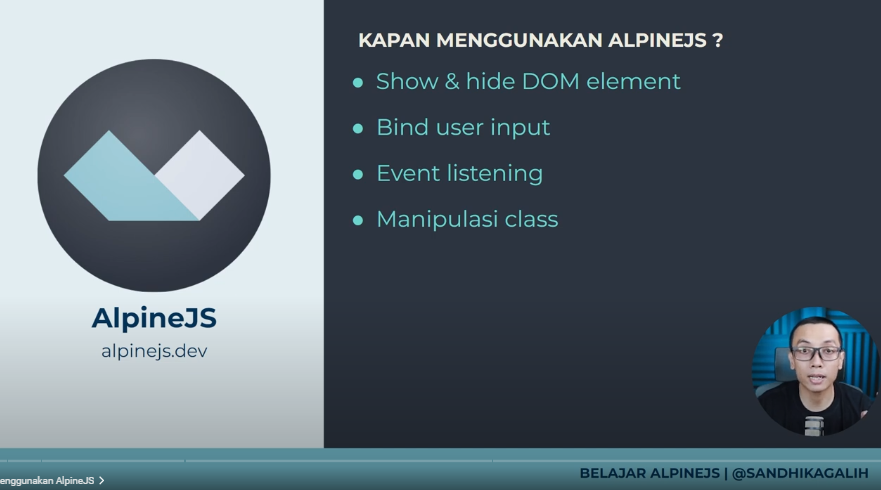 KAPAN MENGGUNAKAN ALPINEJS ?
● Show & hide DOM element
● Bind user input
● Event listening
● Manipulasi class
AlpineJS
alpinejs.dev
BELAJAR ALPINEJS | @SANDHIKAGALIH
enggunakan AlpineJS >